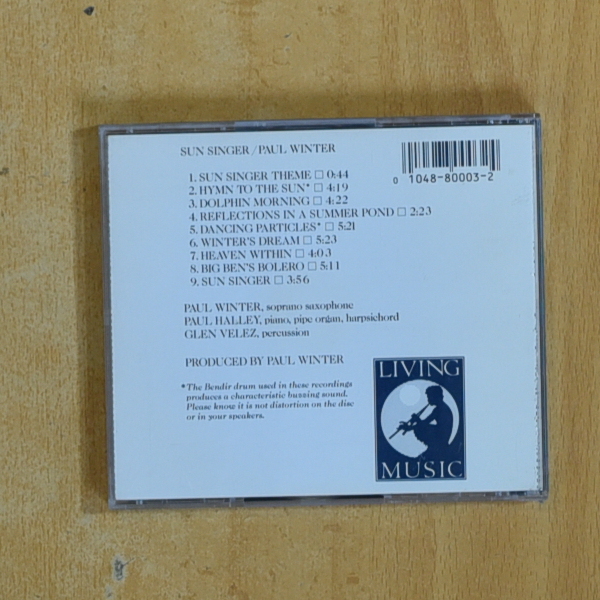 SUN SINGER / PAUL WINTER
0 1048-80003-2
1. SUN SINGER THEME □ 0:44
2. HYMN TO THE SUN* □ 4:19
3. DOLPHIN MORNING □ 4:22
4. REFLECTIONS IN A SUMMER POND □ 2:23
5. DANCING PARTICLES* □ 5:21
6. WINTER'S DREAM □ 5:23
7. HEAVEN WITHIN □ 4:03
8. BIG BEN'S BOLERO □ 5:11
9. SUN SINGER □ 3:56
PAUL WINTER, soprano saxophone
PAUL HALLEY, piano, pipe organ, harpsichord
GLEN VELEZ, percussion
PRODUCED BY PAUL WINTER
*The Bendir drum used in these recordings
produces a characteristic buzzing sound.
Please know it is not distortion on the disc
or in your speakers.
LIVING
MUSIC